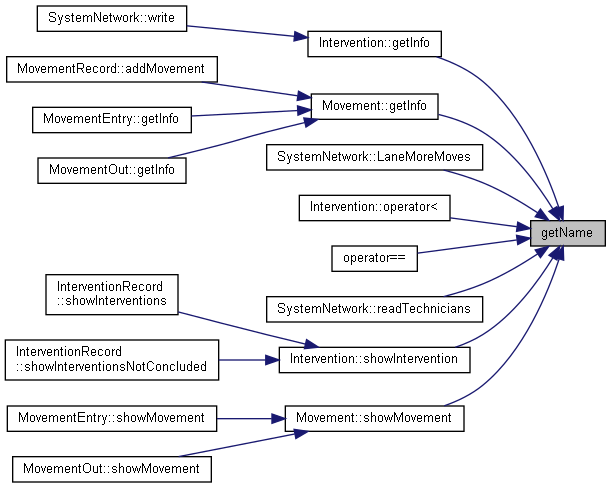 SystemNetwork::write
Intervention::getInfo
MovementRecord::addMovement
Movement::getInfo
MovementEntry::getInfo
MovementOut::getInfo
SystemNetwork::LaneMoreMoves
Intervention::operator<
getName
operator==
InterventionRecord
::showInterventions
SystemNetwork::readTechnicians
InterventionRecord
::showInterventionsNotConcluded
Intervention::showIntervention
MovementEntry::showMovement
Movement::showMovement
MovementOut::showMovement